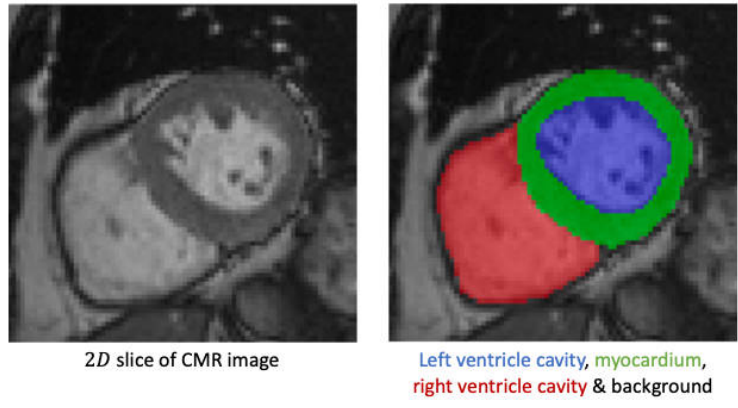 2D slice of CMR image
Left ventricle cavity, myocardium,
right ventricle cavity & background